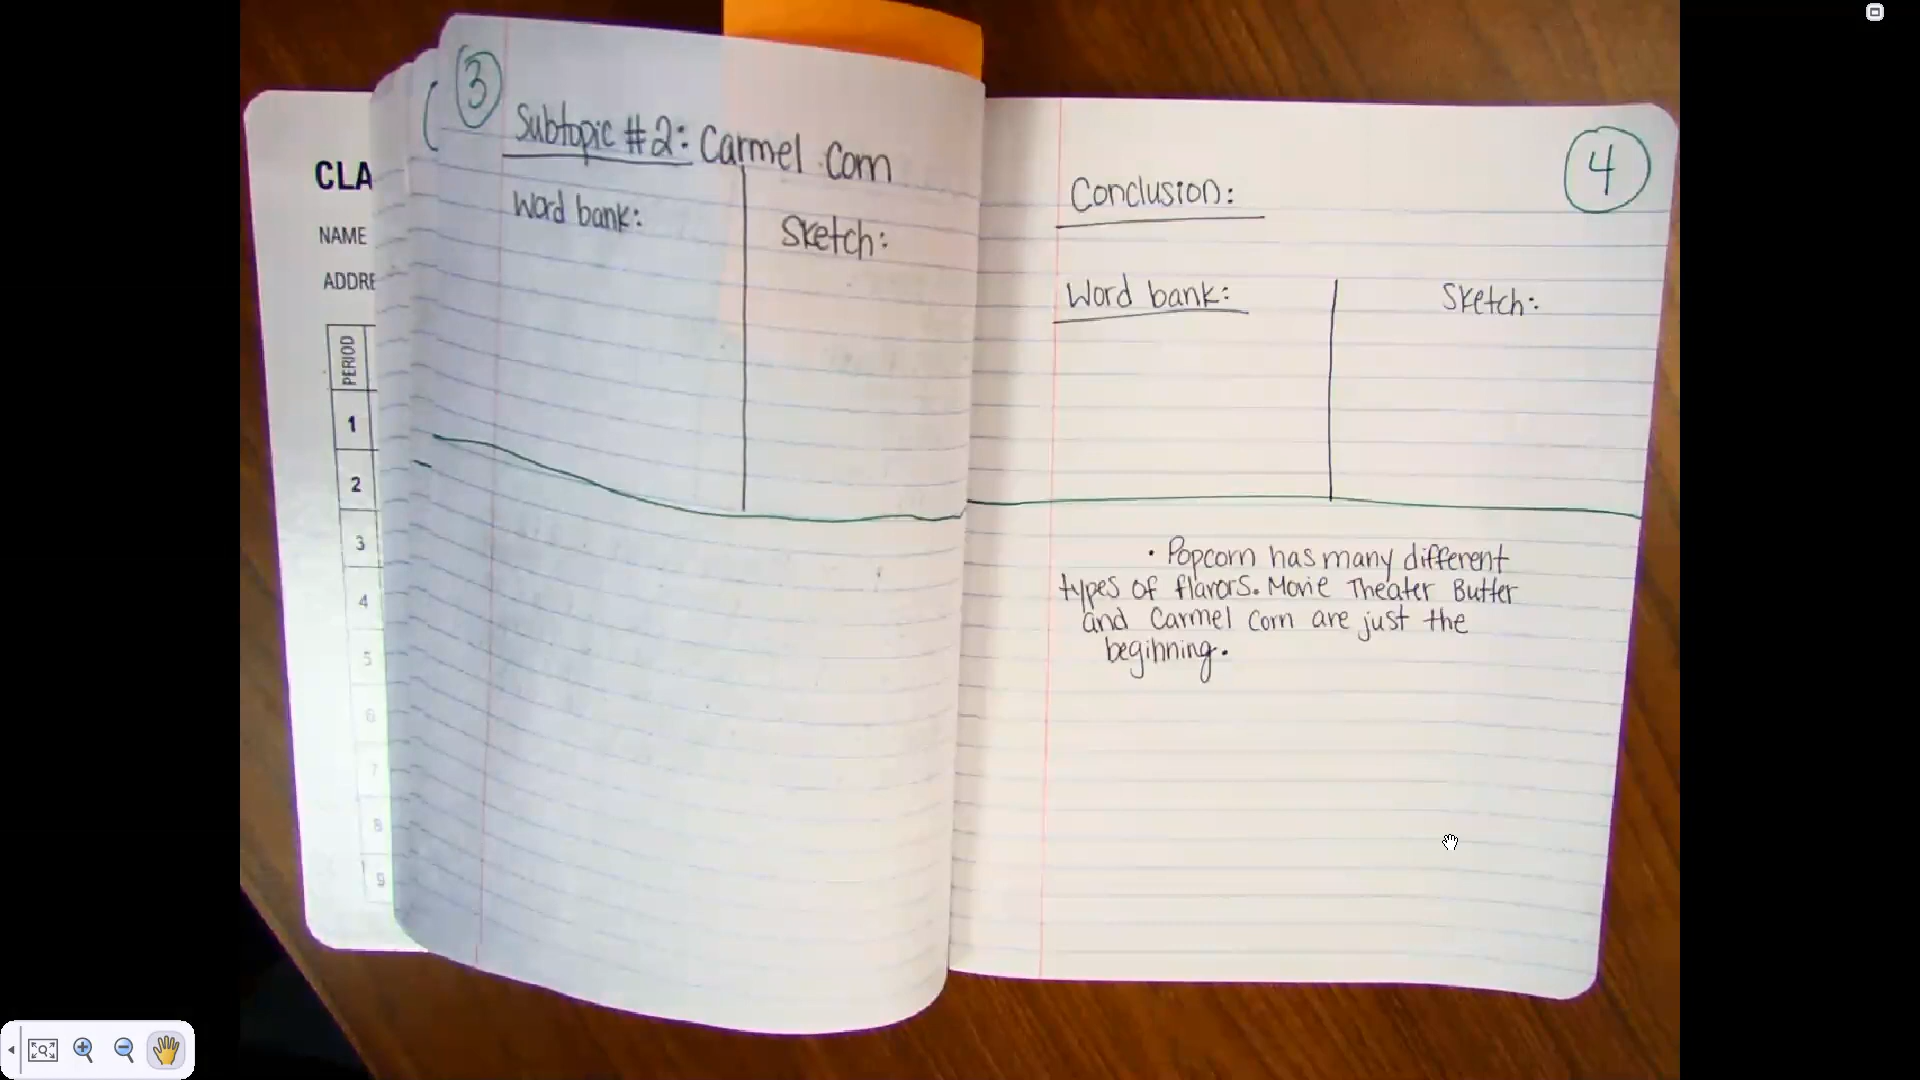 3
Subtopic #2: Carmel Corn
Word bank:
Sketch:
CLA
NAME
ADDRE
PERIOD
1
2
3
4
5
6
7
8
9
4
Conclusion:
Word bank:
Sketch:
• Popcorn has many different
types of flavors. Movie Theater Butter
and Carmel Corn are just the
beginning.